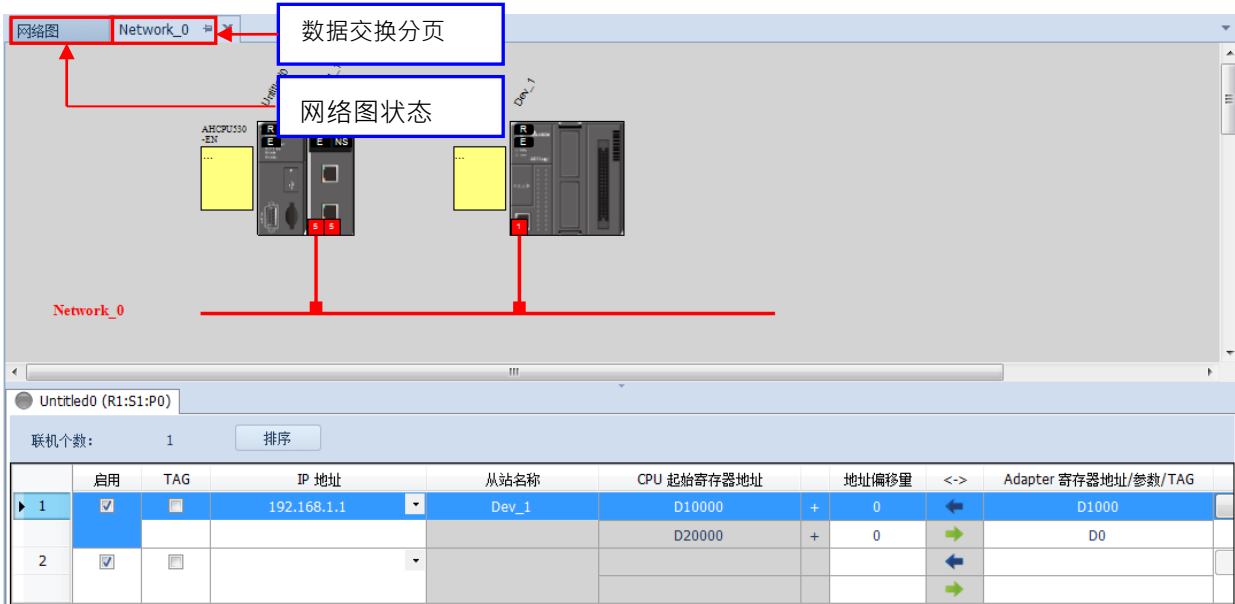 网络图
Network_0
数据交换分页
网络图状态
Dev_1
AHCPU530
-EN
R
E
E NS
R
E
...
...
5 5
1
Network_0
Untitled0 (R1:S1:P0)
联机个数: 1 排序
启用 TAG IP 地址 从站名称 CPU 起始寄存器地址 地址偏移量 <-> Adapter 寄存器地址/参数/TAG
1 192.168.1.1 Dev_1 D10000 + 0 D1000
D20000 + 0 D0
2